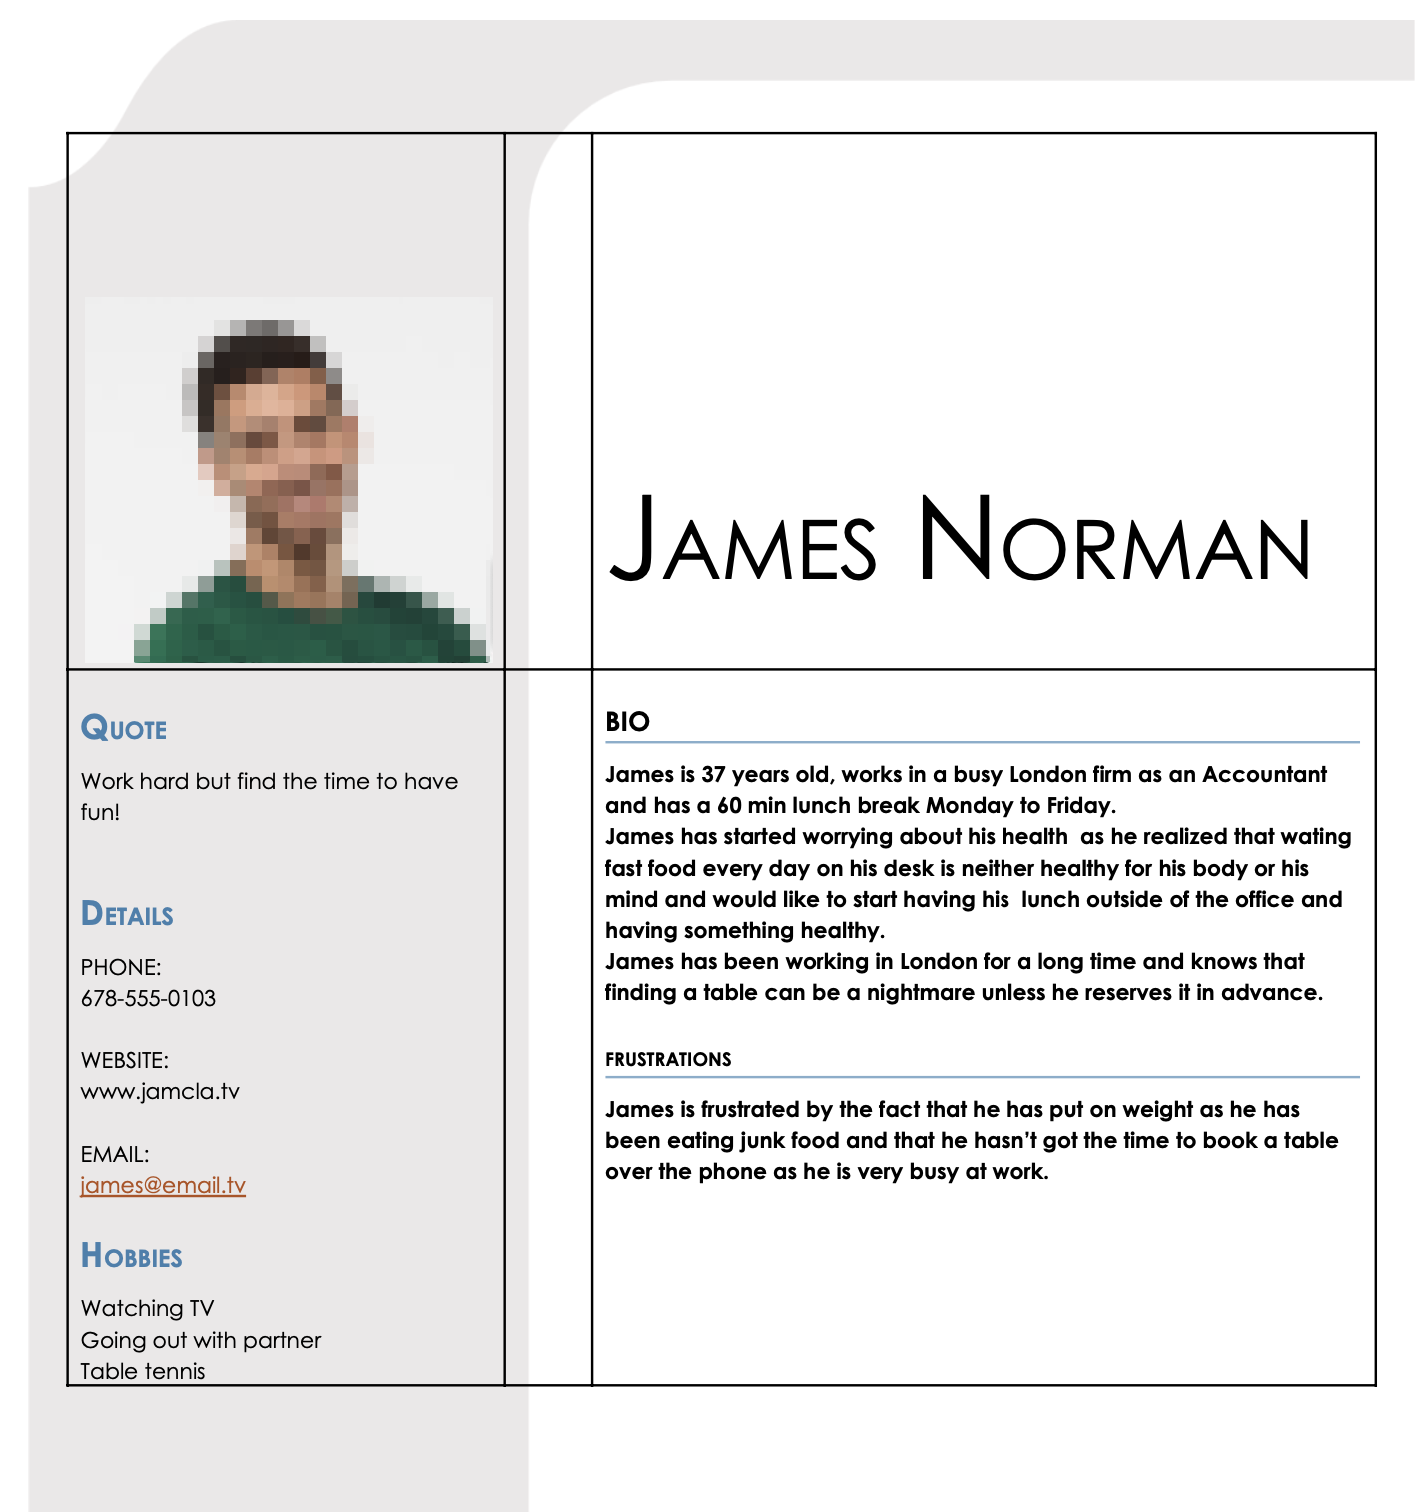 James Norman
Quote
Work hard but find the time to have
fun!
Details
PHONE:
678-555-0103
WEBSITE:
www.jamcla.tv
EMAIL:
james@email.tv
Hobbies
Watching TV
Going out with partner
Table tennis
BIO
James is 37 years old, works in a busy London firm as an Accountant
and has a 60 min lunch break Monday to Friday.
James has started worrying about his health  as he realized that wating
fast food every day on his desk is neither healthy for his body or his
mind and would like to start having his  lunch outside of the office and
having something healthy.
James has been working in London for a long time and knows that
finding a table can be a nightmare unless he reserves it in advance.
FRUSTRATIONS
James is frustrated by the fact that he has put on weight as he has
been eating junk food and that he hasn’t got the time to book a table
over the phone as he is very busy at work.